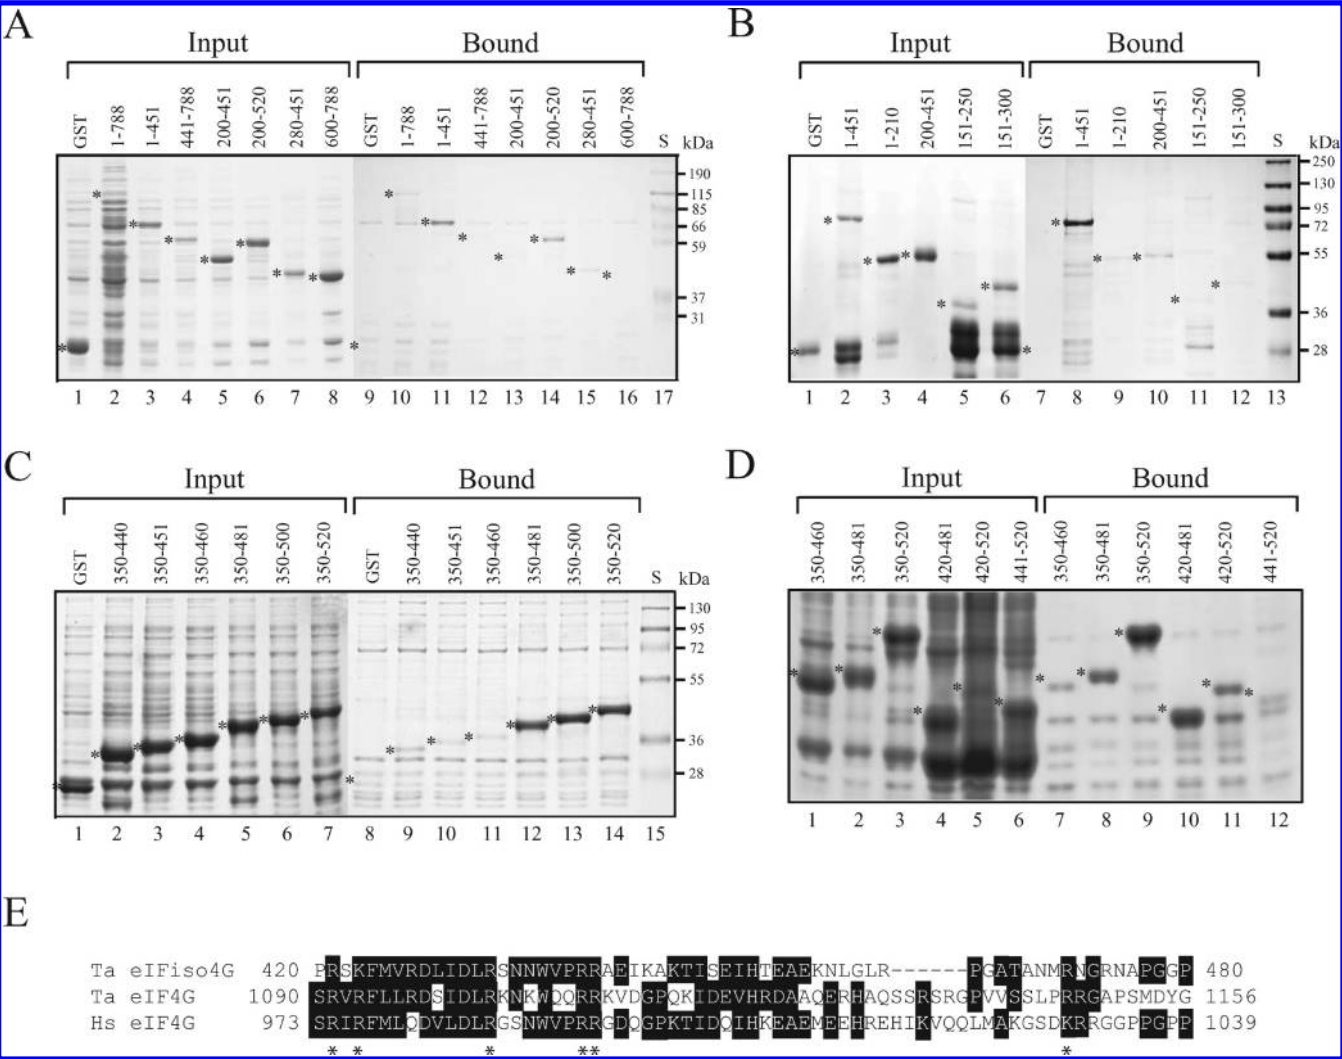 A
Input Bound
GST 1-788 1-451 441-788 200-451 200-520 280-451 600-788 GST 1-788 1-451 441-788 200-451 200-520 280-451 600-788 S kDa
190
115
85
66
59
37
31
1 2 3 4 5 6 7 8 9 10 11 12 13 14 15 16 17
B
Input Bound
GST 1-451 1-210 200-451 151-250 151-300 GST 1-451 1-210 200-451 151-250 151-300 S kDa
250
130
95
72
55
36
28
1 2 3 4 5 6 7 8 9 10 11 12 13
C
Input Bound
GST 350-440 350-451 350-460 350-481 350-500 350-520 GST 350-440 350-451 350-460 350-481 350-500 350-520 S kDa
130
95
72
55
36
28
1 2 3 4 5 6 7 8 9 10 11 12 13 14 15
D
Input Bound
350-460 350-481 350-520 420-481 420-520 441-520 350-460 350-481 350-520 420-481 420-520 441-520
1 2 3 4 5 6 7 8 9 10 11 12
E
Ta eIFiso4G 420 PRSKFMVRDLIDLRSNNWVPRRAEIKAKTISEIHTEAEKNLGLR------PGATANMRNGRNAPGGP 480
Ta eIF4G 1090 SRVRFLLRDSIDLRKNKWQQRRKVDGPQKIDEVHRDAAQERHAQSSRSRGPVVSSLPRRGAPSMDYG 1156
Hs eIF4G 973 SRIRFMLQDVLDLRGSNWVPRRGDQGPKTIDQIHKEAEMEEHREHIKVQQLMAKGSDKRRGGPPGPP 1039
* * * ** *